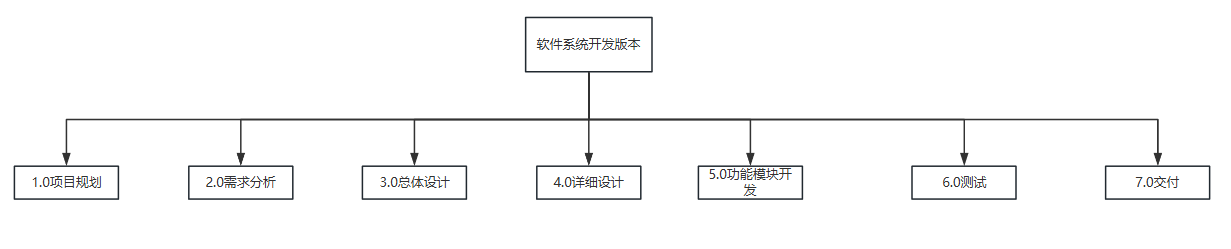 软件系统开发版本
1.0项目规划
2.0需求分析
3.0总体设计
4.0详细设计
5.0功能模块开
发
6.0测试
7.0交付